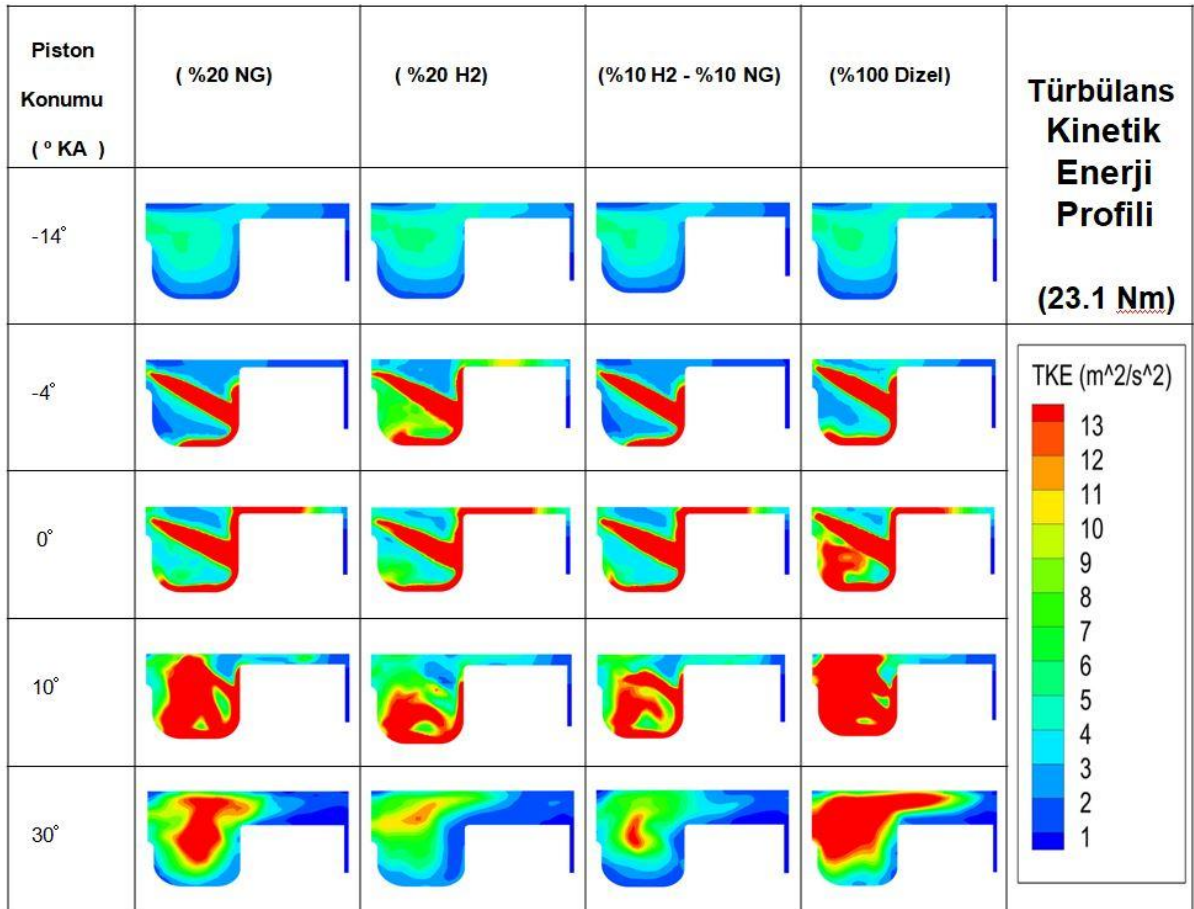 Piston
Konumu
( º KA )
( %20 NG)
( %20 H2)
(%10 H2 - %10 NG)
(%100 Dizel)
Türbülans
Kinetik
Enerji
Profili
(23.1 Nm)
-14˚
-4˚
0˚
10˚
30˚
TKE (m^2/s^2)
13
12
11
10
9
8
7
6
5
4
3
2
1